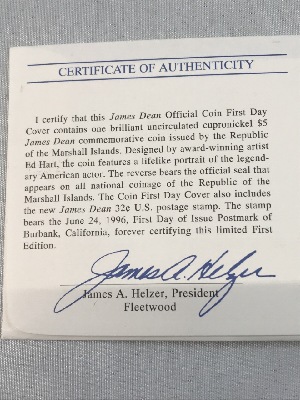 CERTIFICATE OF AUTHENTICITY
I certify that this James Dean Official Coin First Day
Cover contains one brilliant uncirculated cupronickel $5
James Dean commemorative coin issued by the Republic
of the Marshall Islands. Designed by award-winning artist
Ed Hart, the coin features a lifelike portrait of the legend-
ary American actor. The reverse bears the official seal that
appears on all national coinage of the Republic of the
Marshall Islands. The Coin First Day Cover also includes
the new James Dean 32¢ U.S. postage stamp. The stamp
bears the June 24, 1996, First Day of Issue Postmark of
Burbank, California, forever certifying this limited First
Edition.
James A. Helzer
James A. Helzer, President
Fleetwood